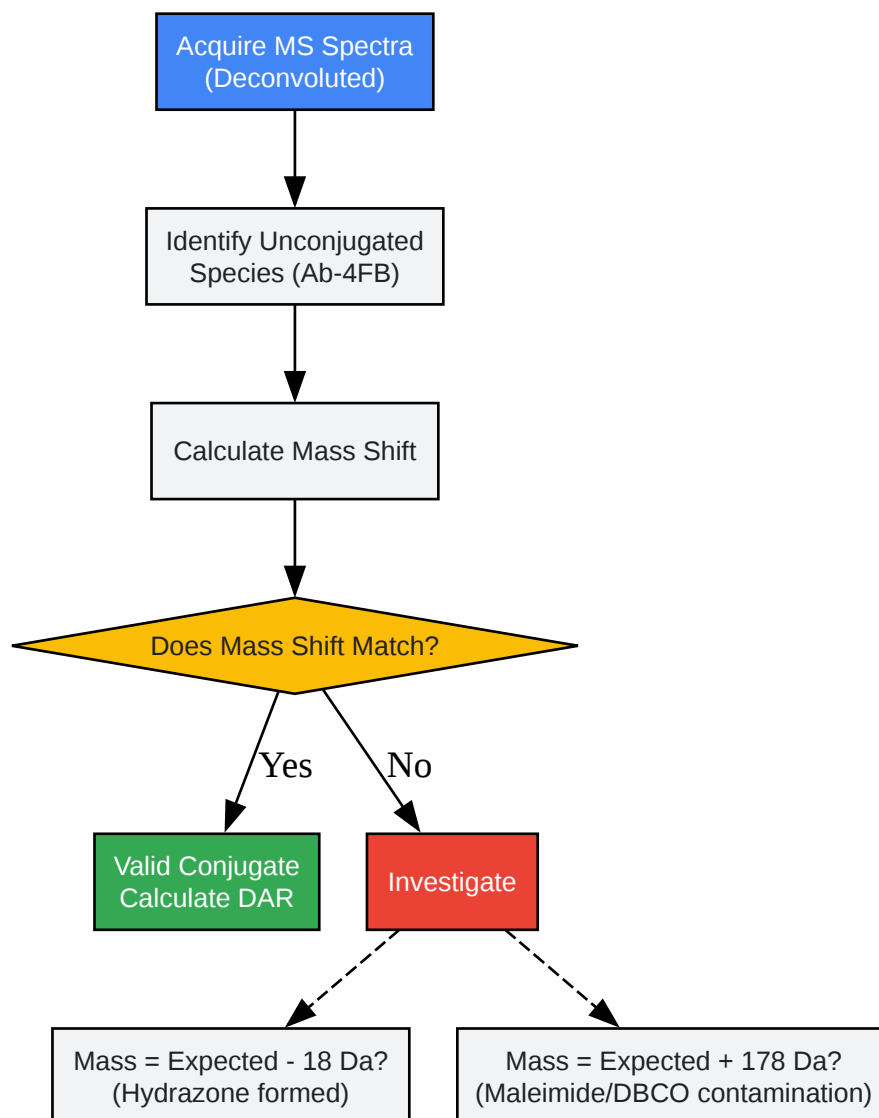 Acquire MS Spectra
(Deconvoluted)
Identify Unconjugated
Species (Ab-4FB)
Calculate Mass Shift
Does Mass Shift Match?
Yes
No
Valid Conjugate
Calculate DAR
Investigate
Mass = Expected - 18 Da?
(Hydrazone formed)
Mass = Expected + 178 Da?
(Maleimide/DBCO contamination)